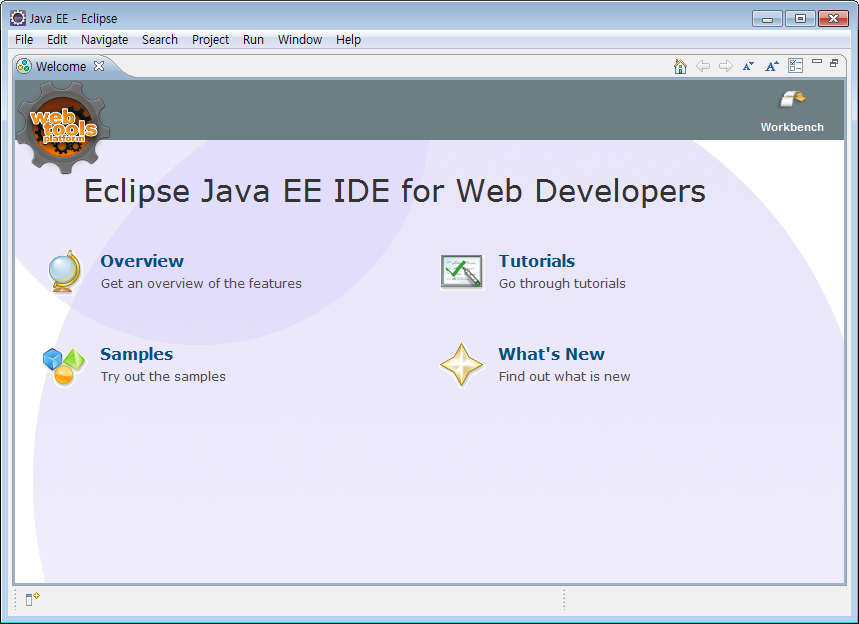 Java EE - Eclipse
File Edit Navigate Search Project Run Window Help
Welcome
web
tools
platform
Workbench
Eclipse Java EE IDE for Web Developers
Overview
Get an overview of the features
Tutorials
Go through tutorials
Samples
Try out the samples
What's New
Find out what is new